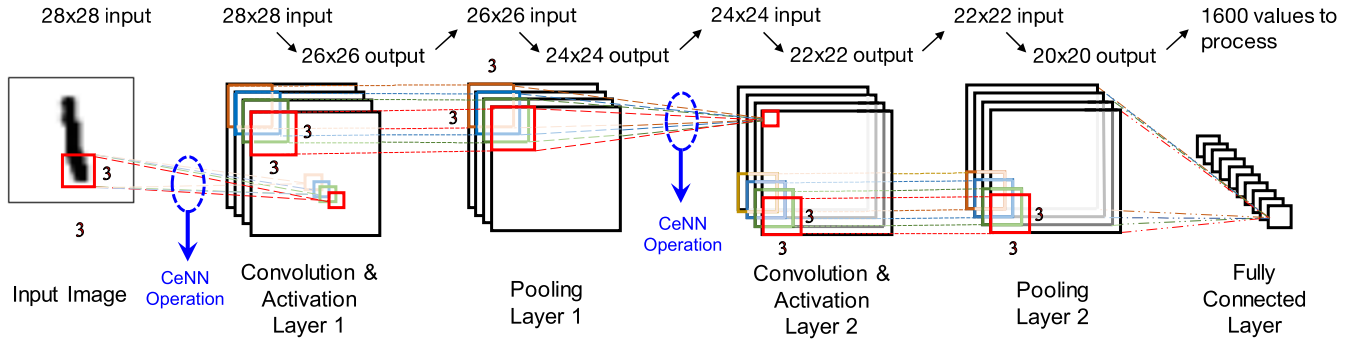 28x28 input
28x28 input
26x26 output
26x26 input
24x24 output
24x24 input
22x22 output
22x22 input
20x20 output
1600 values to
process
3
3
3
3
3
3
3
3
3
3
CeNN
Operation
CeNN
Operation
Input Image
Convolution &
Activation
Layer 1
Pooling
Layer 1
Convolution &
Activation
Layer 2
Pooling
Layer 2
Fully
Connected
Layer